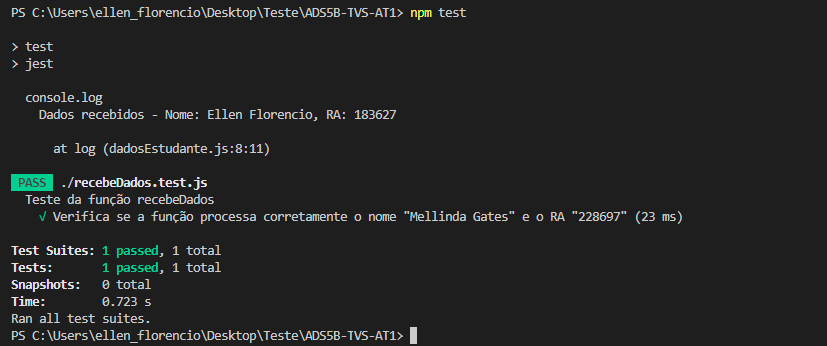 PS C:\Users\ellen_florencio\Desktop\Teste\ADS5B-TVS-AT1> npm test
> test
> jest
console.log
Dados recebidos - Nome: Ellen Florencio, RA: 183627
at log (dadosEstudante.js:8:11)
PASS ./recebeDados.test.js
Teste da função recebeDados
√ Verifica se a função processa corretamente o nome "Mellinda Gates" e o RA "228697" (23 ms)
Test Suites: 1 passed, 1 total
Tests: 1 passed, 1 total
Snapshots: 0 total
Time: 0.723 s
Ran all test suites.
PS C:\Users\ellen_florencio\Desktop\Teste\ADS5B-TVS-AT1>